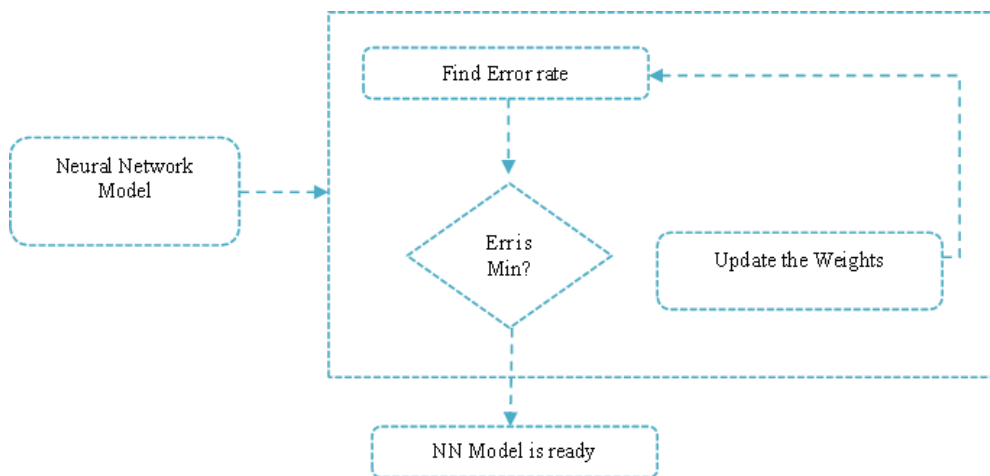 Find Error rate
Neural Network
Model
Err is
Min?
Update the Weights
NN Model is ready